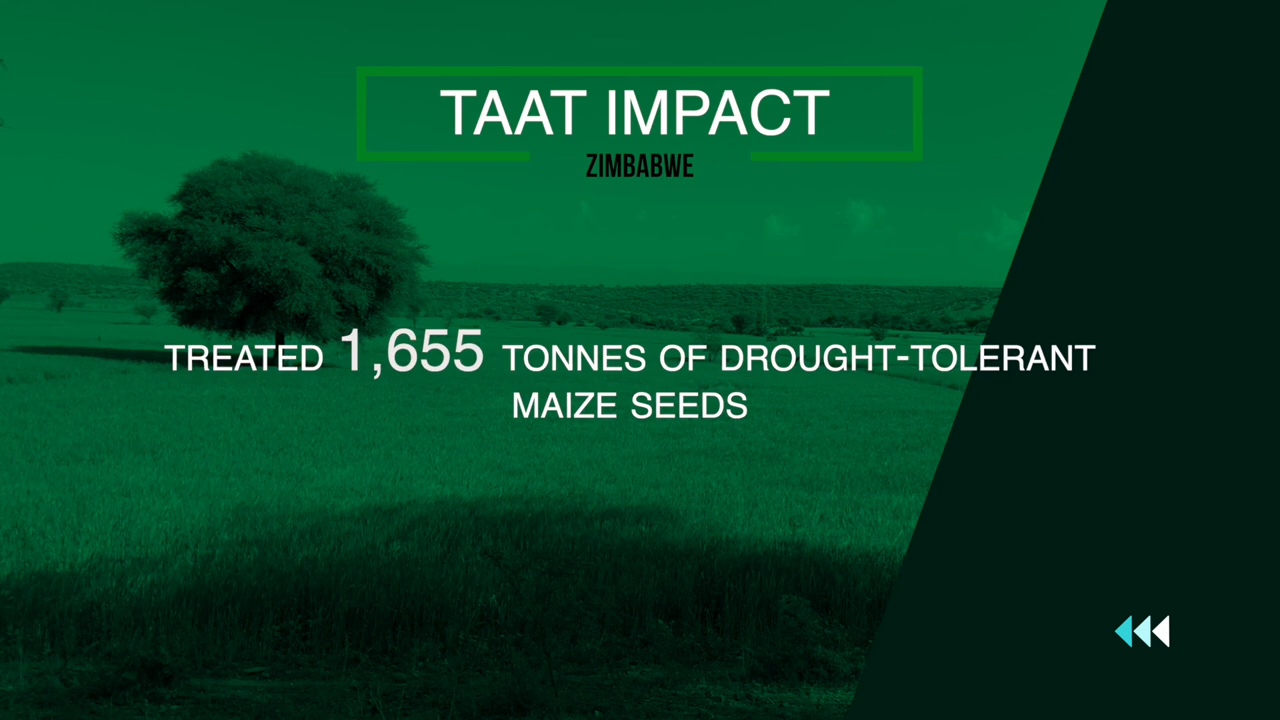 TAAT IMPACT
ZIMBABWE
TREATED 1,655 TONNES OF DROUGHT-TOLERANT
MAIZE SEEDS